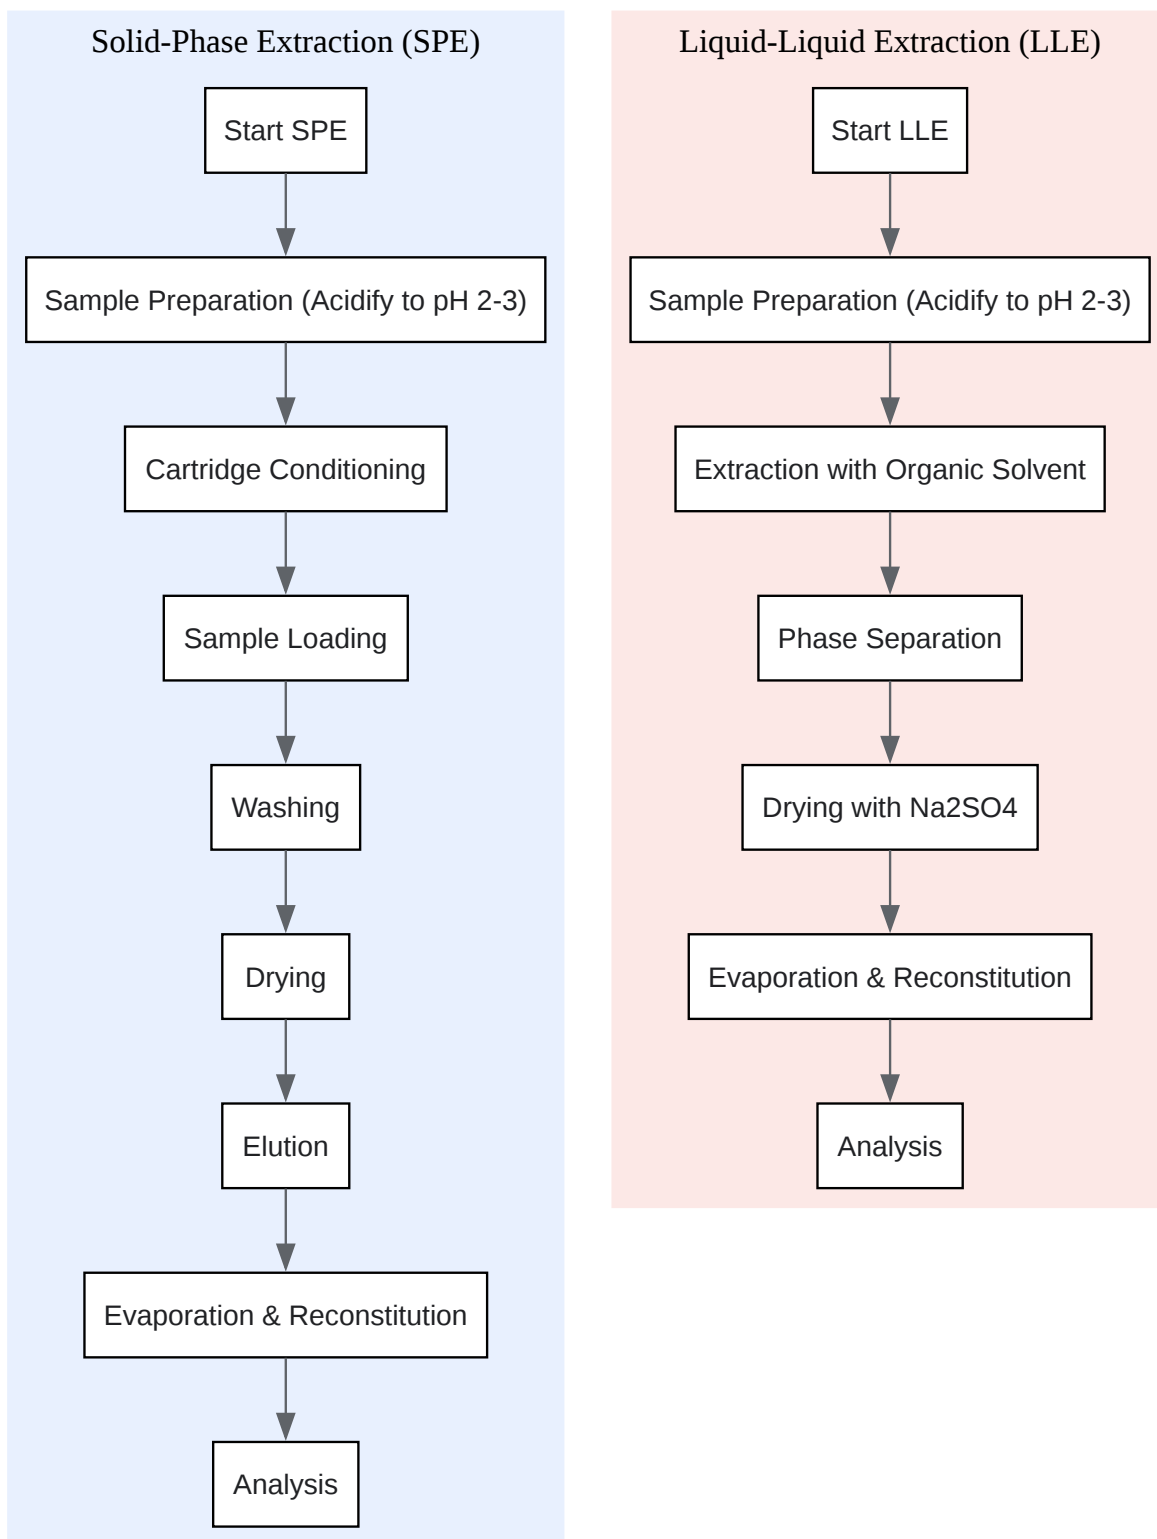 Solid-Phase Extraction (SPE)
Start SPE
Sample Preparation (Acidify to pH 2-3)
Cartridge Conditioning
Sample Loading
Washing
Drying
Elution
Evaporation & Reconstitution
Analysis
Liquid-Liquid Extraction (LLE)
Start LLE
Sample Preparation (Acidify to pH 2-3)
Extraction with Organic Solvent
Phase Separation
Drying with Na2SO4
Evaporation & Reconstitution
Analysis